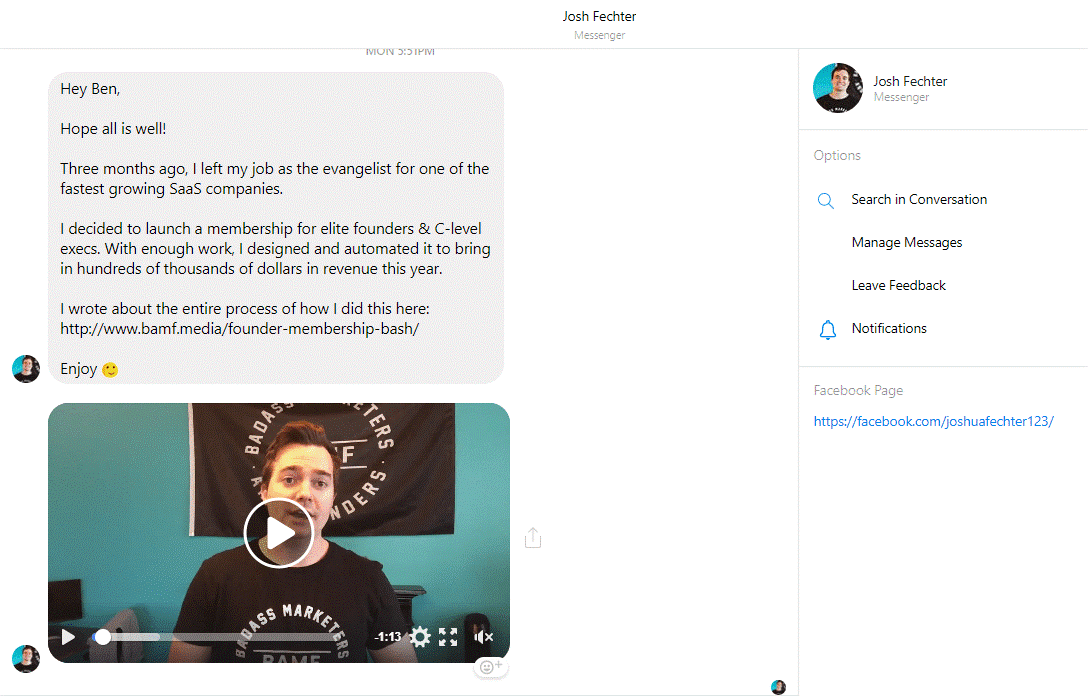 Josh Fechter
Messenger
MON 5:51PM
Hey Ben,
Hope all is well!
Three months ago, I left my job as the evangelist for one of the
fastest growing SaaS companies.
I decided to launch a membership for elite founders & C-level
execs. With enough work, I designed and automated it to bring
in hundreds of thousands of dollars in revenue this year.
I wrote about the entire process of how I did this here:
http://www.bamf.media/founder-membership-bash/
Enjoy 🙂
BADASS MARKETERS
F
NDERS
BADASS MARKETERS
BAMF
-1:13
Josh Fechter
Messenger
Options
Search in Conversation
Manage Messages
Leave Feedback
Notifications
Facebook Page
https://facebook.com/joshuafechter123/